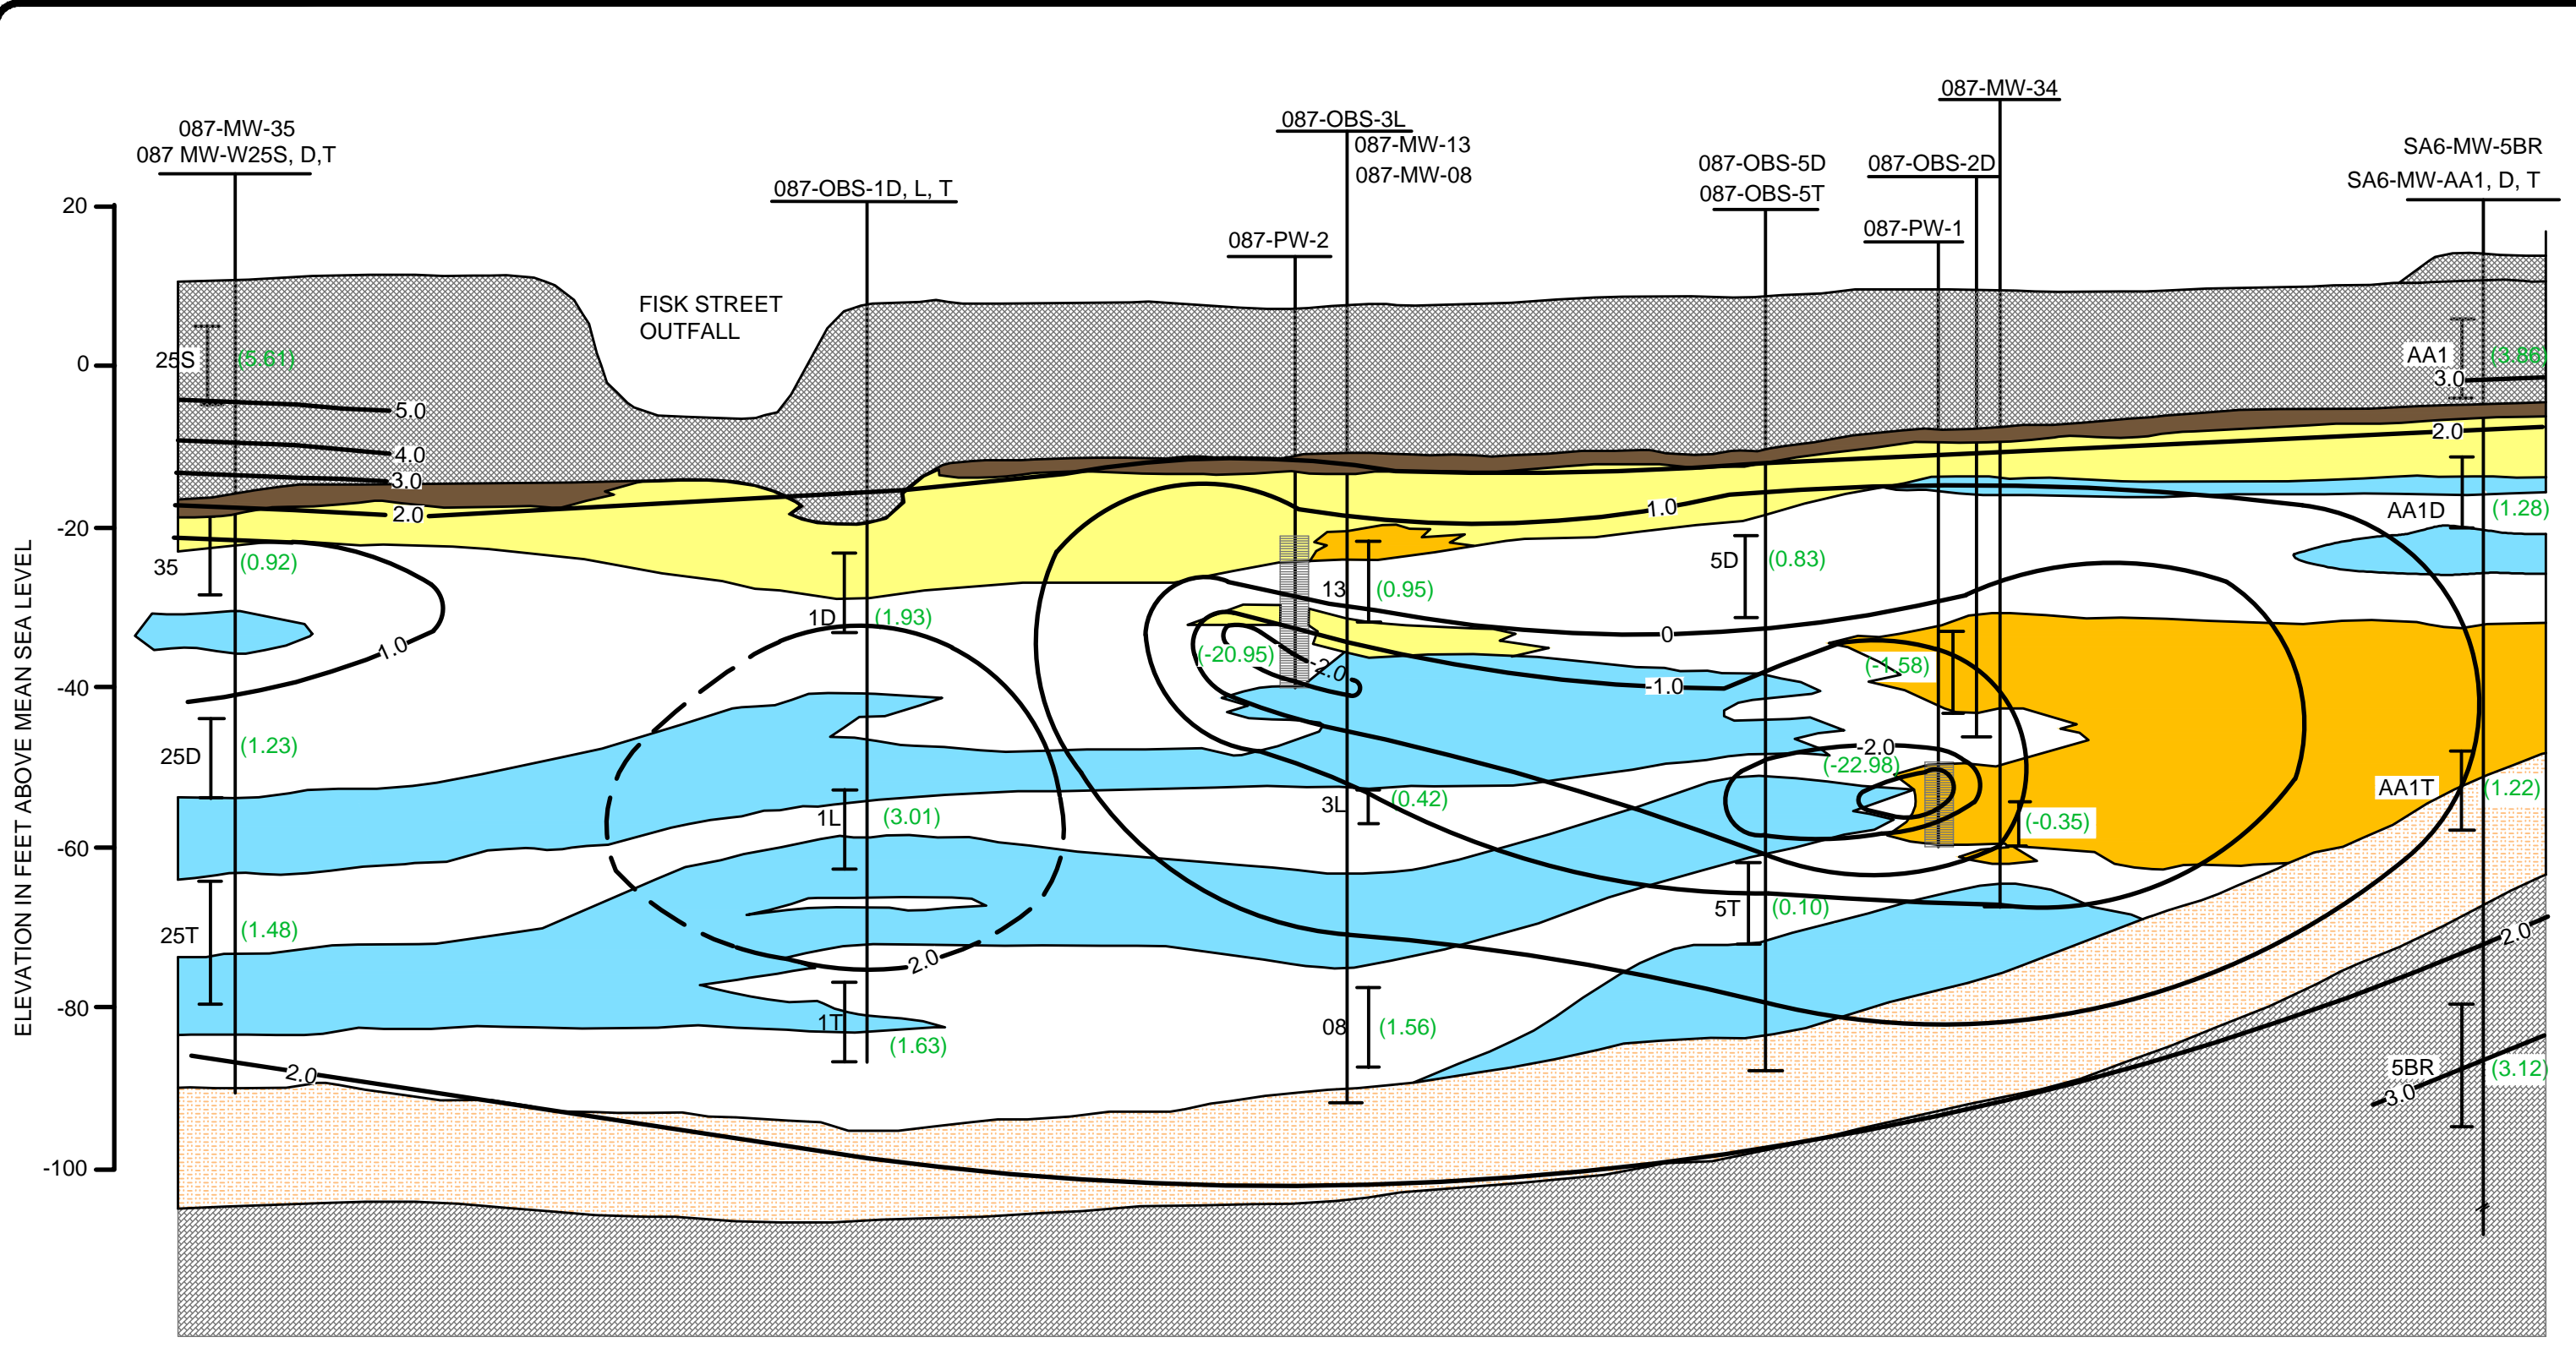 087-MW-34
087-OBS-3L
087-MW-13
087-MW-08
087-MW-35
087 MW-W25S, D,T
087-OBS-1D, L, T
087-PW-2
087-OBS-5D
087-OBS-5T
087-OBS-2D
087-PW-1
SA6-MW-5BR
SA6-MW-AA1, D, T
ELEVATION IN FEET ABOVE MEAN SEA LEVEL
20
0
-20
-40
-60
-80
-100
FISK STREET
OUTFALL
25S
(5.61)
5.0
4.0
3.0
2.0
35
(0.92)
1.0
25D
(1.23)
25T
(1.48)
2.0
1D
(1.93)
1L
(3.01)
2.0
1T
(1.63)
(-20.95)
-2.0
13
(0.95)
3L
(0.42)
08
(1.56)
1.0
0
-1.0
5D
(0.83)
5T
(0.10)
(-1.58)
-2.0
(-22.98)
(-0.35)
AA1
(3.86)
3.0
2.0
AA1D
(1.28)
AA1T
(1.22)
2.0
5BR
(3.12)
3.0